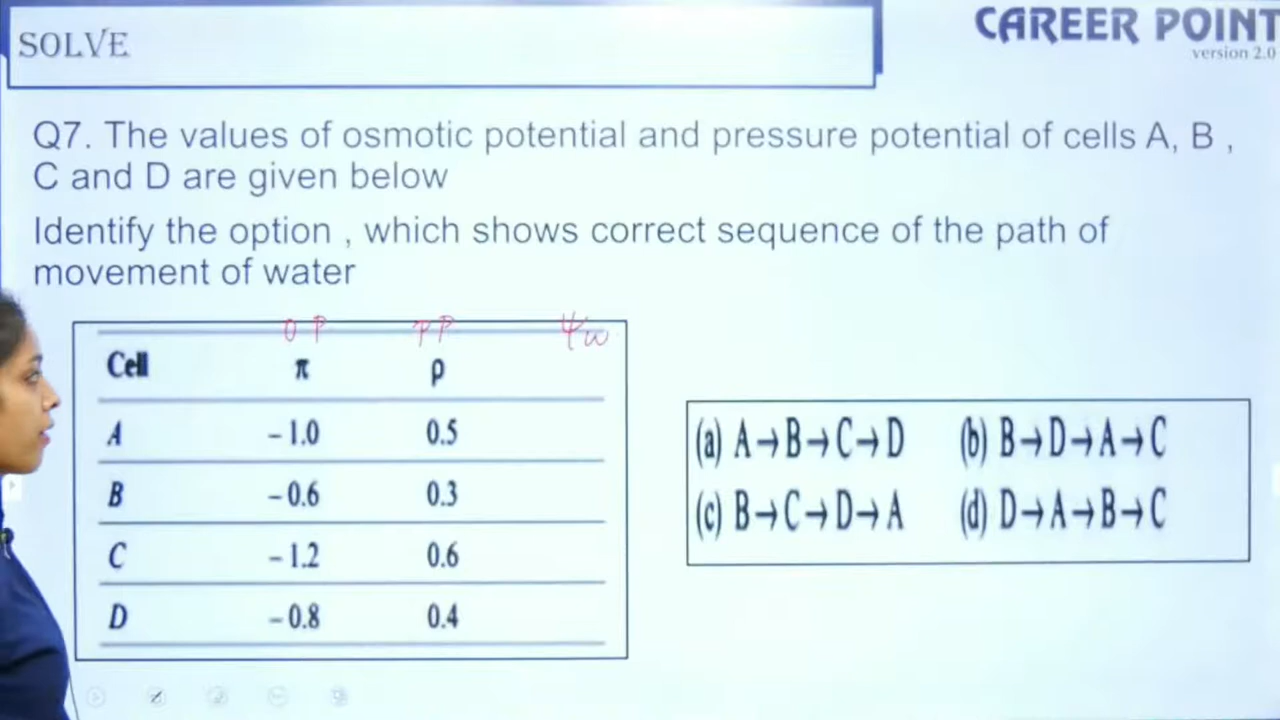 SOLVE
CAREER POINT
version 2.0
Q7. The values of osmotic potential and pressure potential of cells A, B ,
C and D are given below
Identify the option , which shows correct sequence of the path of
movement of water
O P PP Ψw
Cell π ρ
A -1.0 0.5
B -0.6 0.3
C -1.2 0.6
D -0.8 0.4
(a) A→B→C→D (b) B→D→A→C
(c) B→C→D→A (d) D→A→B→C